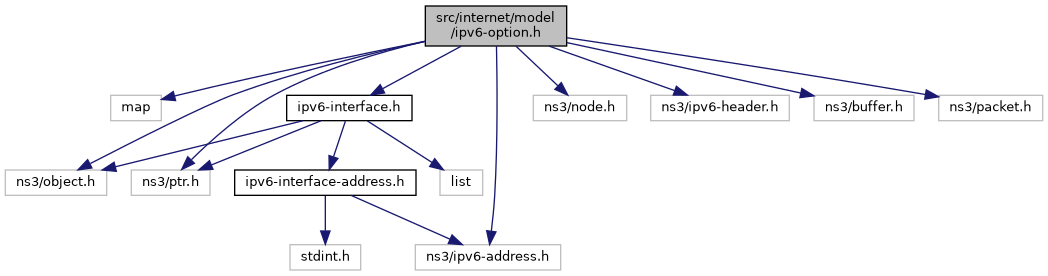 src/internet/model
/ipv6-option.h
map
ipv6-interface.h
ns3/node.h
ns3/ipv6-header.h
ns3/buffer.h
ns3/packet.h
ns3/object.h
ns3/ptr.h
ipv6-interface-address.h
list
stdint.h
ns3/ipv6-address.h